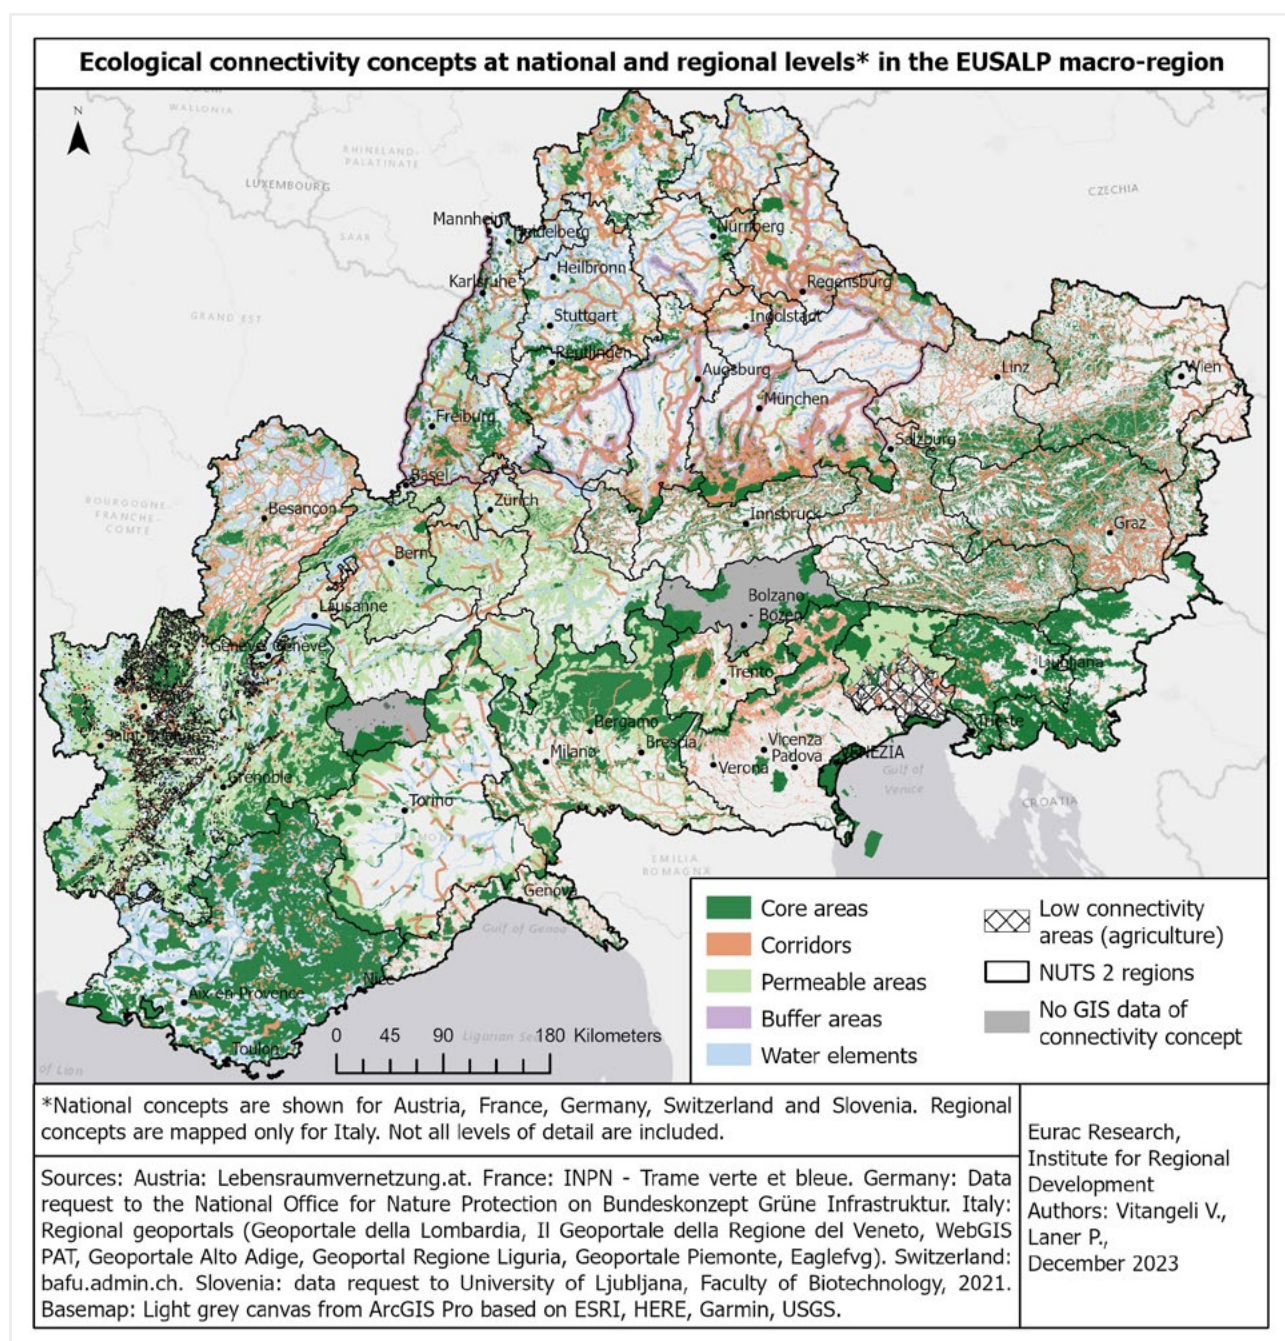 Ecological connectivity concepts at national and regional levels* in the EUSALP macro-region
N
WALLONIA
RHINELAND-
PALATINATE
LUXEMBOURG
CZECHIA
Mannheim
Nürnberg
Heidelberg
SAAR
Heilbronn
Karlsruhe
Regensburg
GRAND EST
Stuttgart
Ingolstadt
Reutlingen
Linz
Wien
Augsburg
München
Freiburg
Salzburg
Basel
Zürich
BOURGOGNE-
FRANCHE-
COMTE
Besançon
Innsbruck
Graz
Bern
Bolzano
- Bozen
Lausanne
Genève Genève
Ljubljana
Trento
Bergamo
Trieste
Milano
Brescia
Vicenza
Padova
VENEZIA
Verona
Gulf of
Venice
Grenoble
CROATIA
Torino
EMILIA
ROMAGNA
Genova
Gulf of Genoa
Nice
Aix-en-Provence
Toulon
of Lion
Ligurian Sea
0 45 90 180 Kilometers
Core areas
Corridors
Permeable areas
Buffer areas
Water elements
Low connectivity
areas (agriculture)
NUTS 2 regions
No GIS data of
connectivity concept
*National concepts are shown for Austria, France, Germany, Switzerland and Slovenia. Regional
concepts are mapped only for Italy. Not all levels of detail are included.
Sources: Austria: Lebensraumvernetzung.at. France: INPN - Trame verte et bleue. Germany: Data
request to the National Office for Nature Protection on Bundeskonzept Grüne Infrastruktur. Italy:
Regional geoportals (Geoportale della Lombardia, Il Geoportale della Regione del Veneto, WebGIS
PAT, Geoportale Alto Adige, Geoportal Regione Liguria, Geoportale Piemonte, Eaglefvg). Switzerland:
bafu.admin.ch. Slovenia: data request to University of Ljubljana, Faculty of Biotechnology, 2021.
Basemap: Light grey canvas from ArcGIS Pro based on ESRI, HERE, Garmin, USGS.
Eurac Research,
Institute for Regional
Development
Authors: Vitangeli V.,
Laner P.,
December 2023